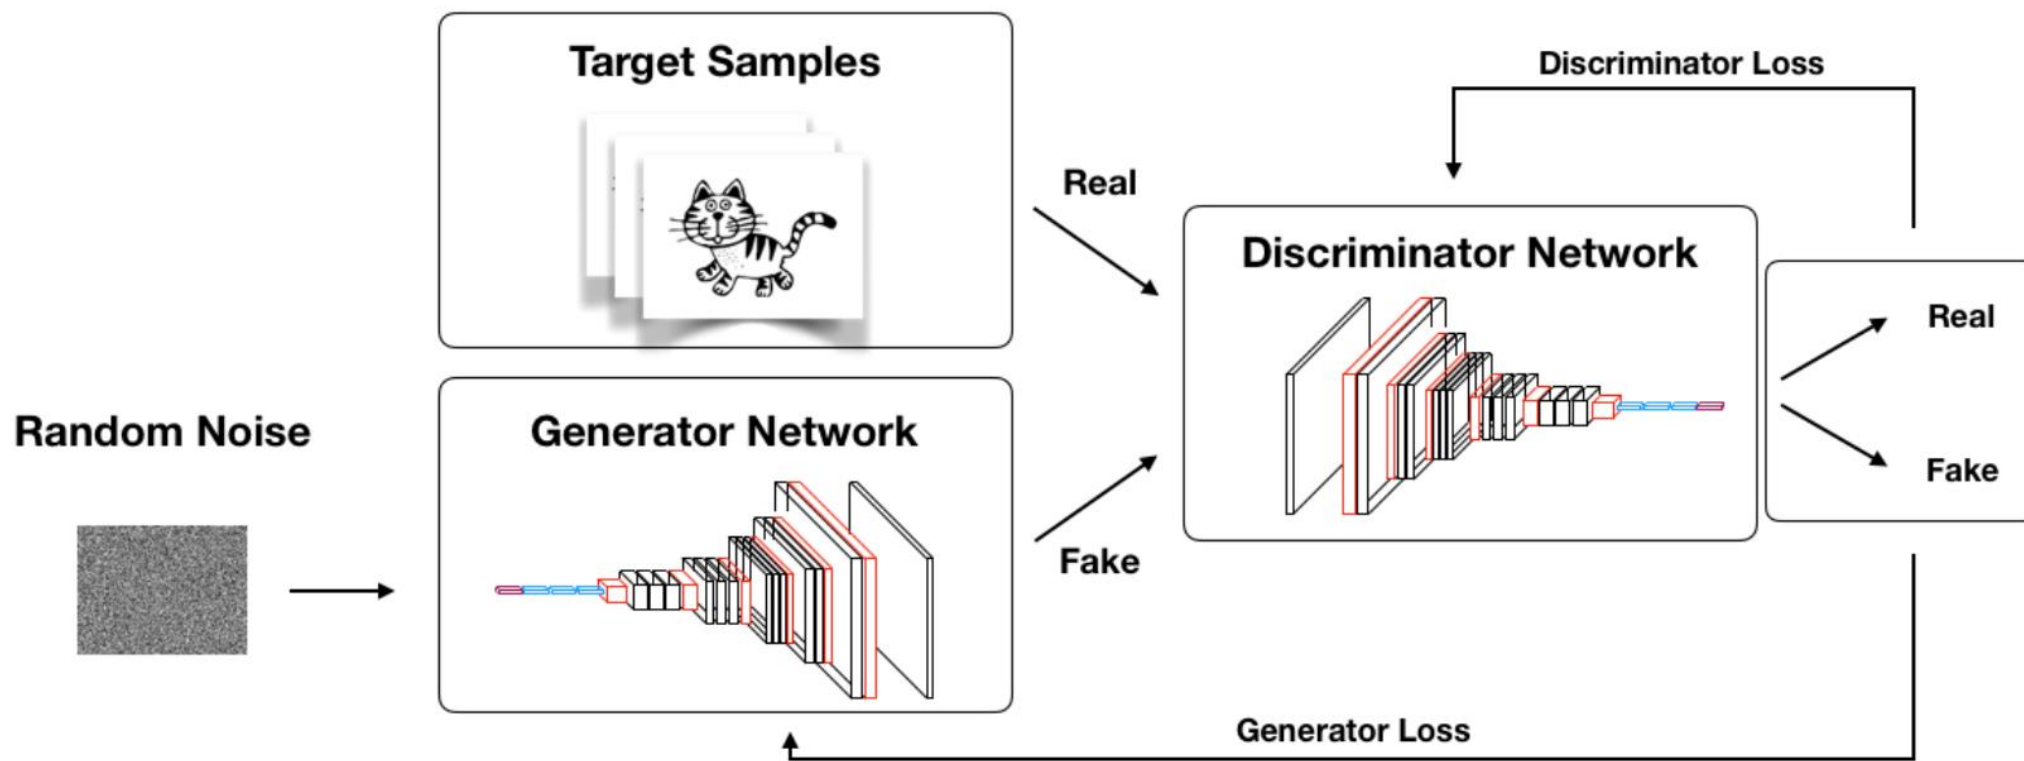 Target Samples
Discriminator Loss
Real
Discriminator Network
Real
Random Noise
Generator Network
Fake
Fake
Generator Loss